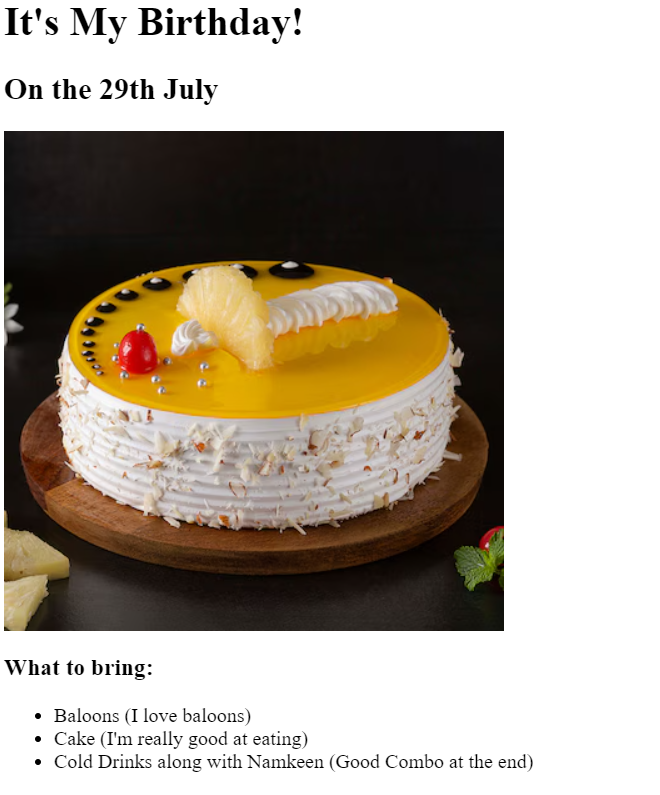 It's My Birthday!
On the 29th July
What to bring:
Baloons (I love baloons)
Cake (I'm really good at eating)
Cold Drinks along with Namkeen (Good Combo at the end)